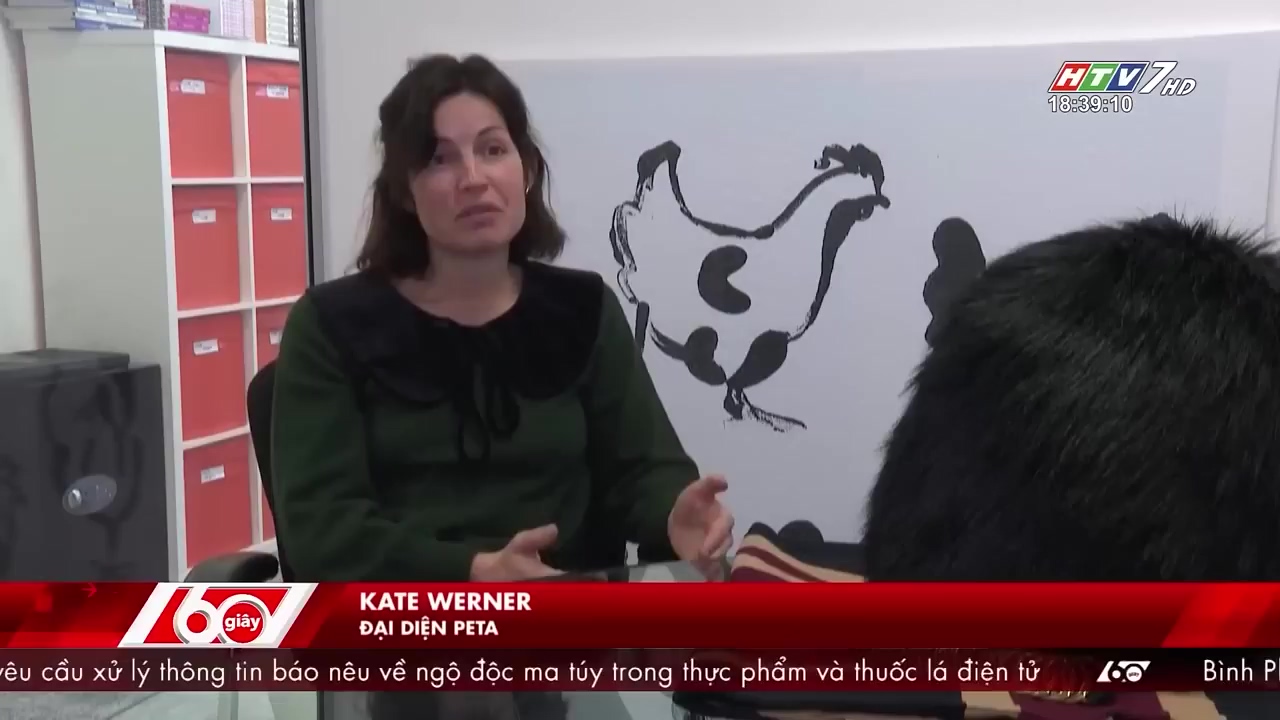 HTV7 HD
18:39:10
60 giây
KATE WERNER
ĐẠI DIỆN PETA
yêu cầu xử lý thông tin báo nêu về ngộ độc ma túy trong thực phẩm và thuốc lá điện tử
60 giây
Bình